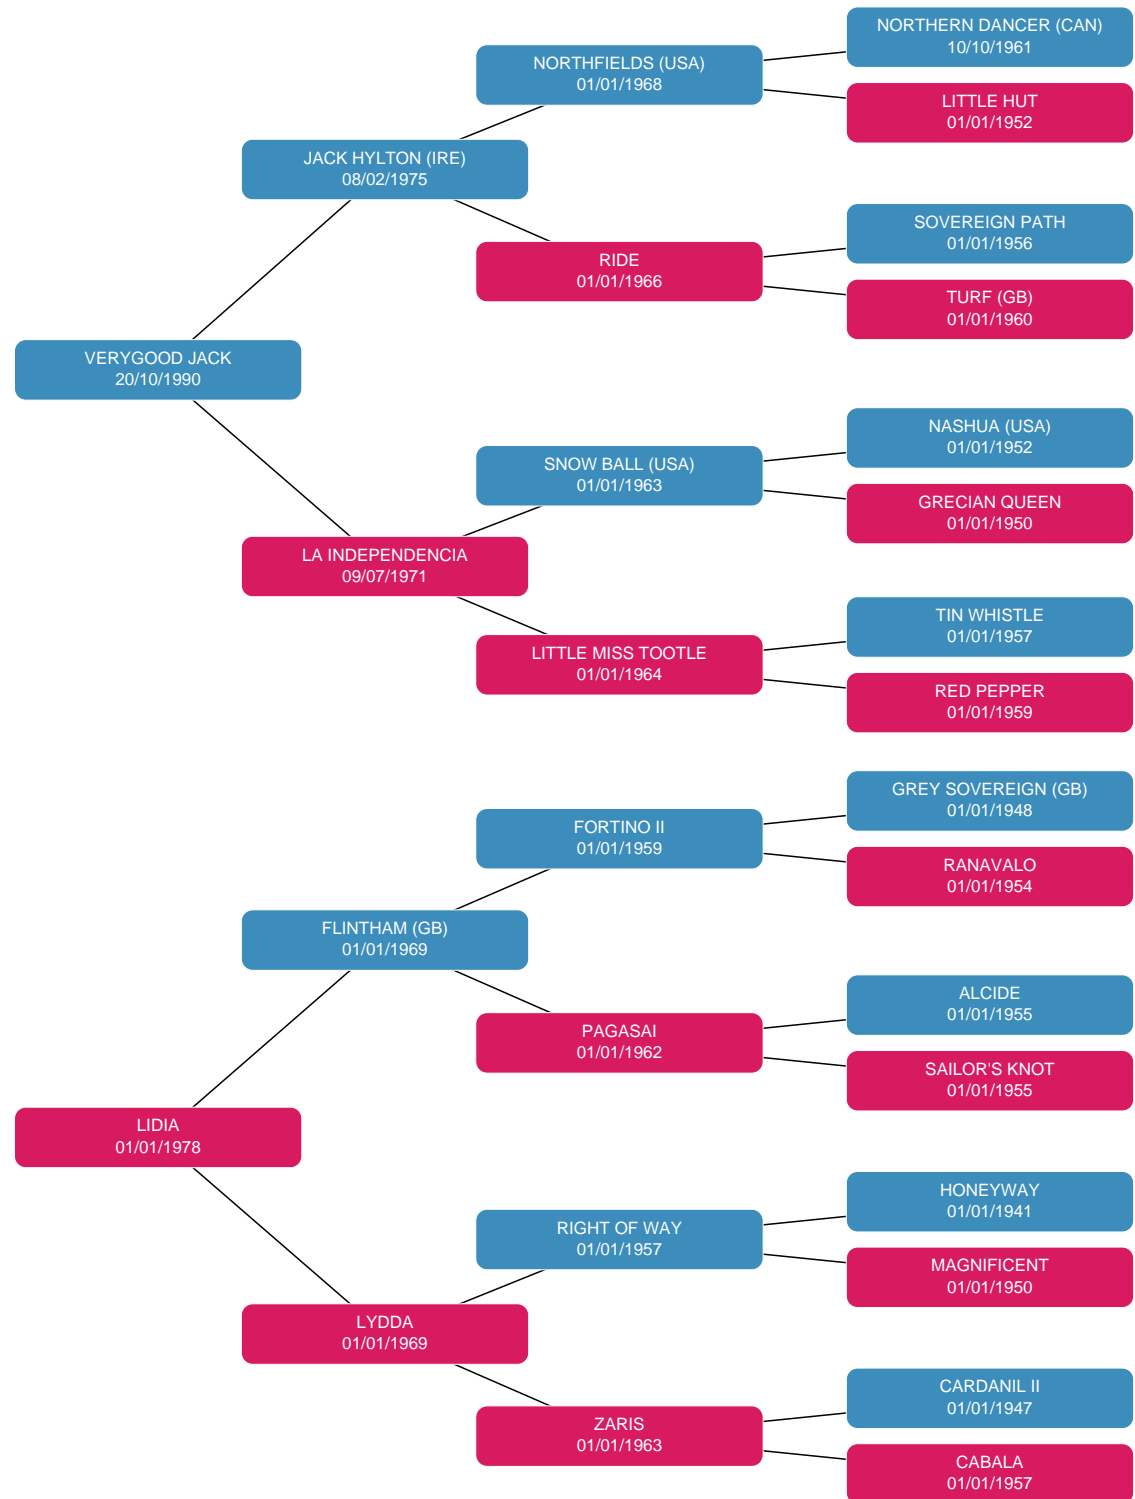 NORTHERN DANCER (CAN)
10/10/1961
NORTHFIELDS (USA)
01/01/1968
LITTLE HUT
01/01/1952
JACK HYLTON (IRE)
08/02/1975
SOVEREIGN PATH
01/01/1956
RIDE
01/01/1966
TURF (GB)
01/01/1960
VERYGOOD JACK
20/10/1990
NASHUA (USA)
01/01/1952
SNOW BALL (USA)
01/01/1963
GRECIAN QUEEN
01/01/1950
LA INDEPENDENCIA
09/07/1971
TIN WHISTLE
01/01/1957
LITTLE MISS TOOTLE
01/01/1964
RED PEPPER
01/01/1959
GREY SOVEREIGN (GB)
01/01/1948
FORTINO II
01/01/1959
RANAVALO
01/01/1954
FLINTHAM (GB)
01/01/1969
ALCIDE
01/01/1955
PAGASAI
01/01/1962
SAILOR'S KNOT
01/01/1955
LIDIA
01/01/1978
HONEYWAY
01/01/1941
RIGHT OF WAY
01/01/1957
MAGNIFICENT
01/01/1950
LYDDA
01/01/1969
CARDANIL II
01/01/1947
ZARIS
01/01/1963
CABALA
01/01/1957